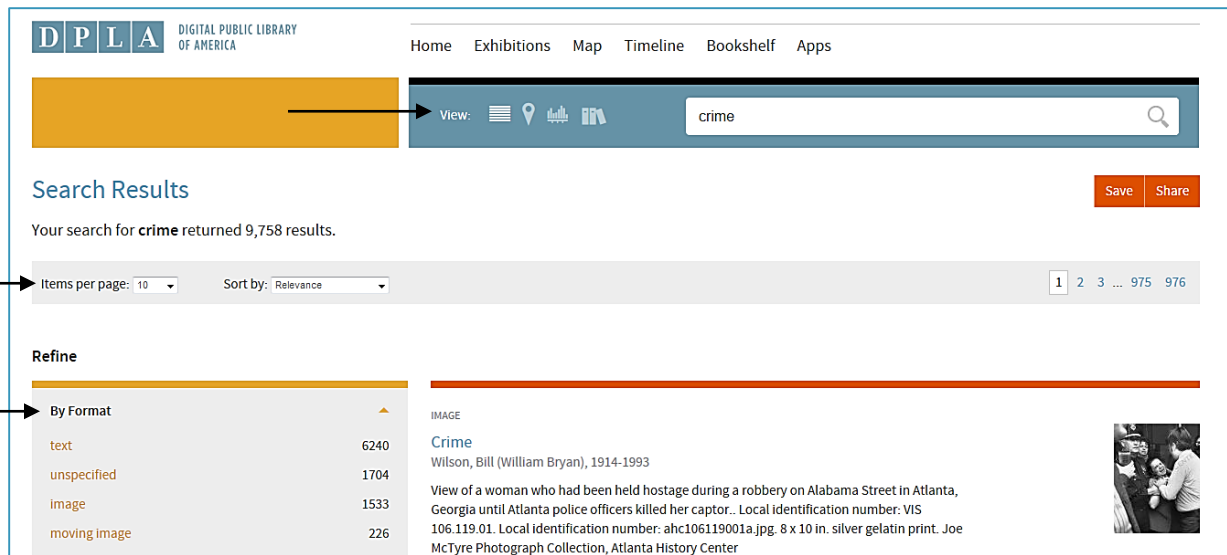 DPLA DIGITAL PUBLIC LIBRARY
OF AMERICA
Home Exhibitions Map Timeline Bookshelf Apps
View: crime
Search Results
Save Share
Your search for crime returned 9,758 results.
Items per page: 10 Sort by: Relevance 1 2 3 ... 975 976
Refine
By Format
text 6240
unspecified 1704
image 1533
moving image 226
IMAGE
Crime
Wilson, Bill (William Bryan), 1914-1993
View of a woman who had been held hostage during a robbery on Alabama Street in Atlanta,
Georgia until Atlanta police officers killed her captor.. Local identification number: VIS
106.119.01. Local identification number: ahc106119001a.jpg. 8 x 10 in. silver gelatin print. Joe
McTyre Photograph Collection, Atlanta History Center